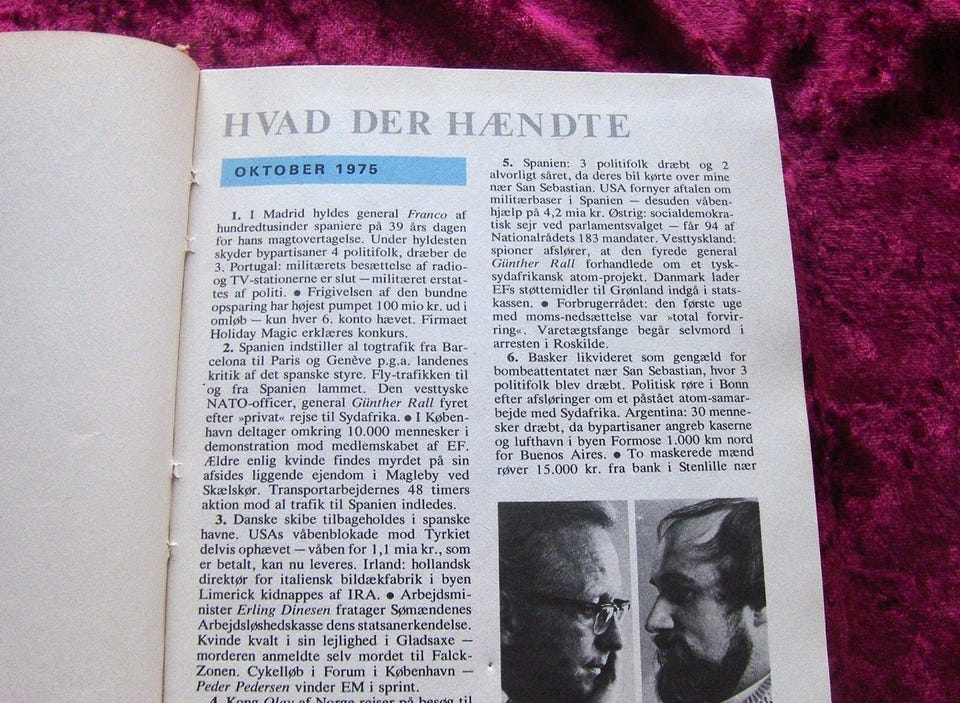 HVAD DER HÆNDTE
OKTOBER 1975
1. I Madrid hyldes general Franco af
hundredtusinder spaniere på 39 års dagen
for hans magtovertagelse. Under hyldesten
skyder bypartisaner 4 politifolk, dræber de
3. Portugal: militærets besættelse af radio-
og TV-stationerne er slut — militæret erstat-
tes af politi. ● Frigivelsen af den bundne
opsparing har højest pumpet 100 mio kr. ud i
omløb — kun hver 6. konto hævet. Firmaet
Holiday Magic erklæres konkurs.
2. Spanien indstiller al togtrafik fra Bar-
celona til Paris og Genève p.g.a. landenes
kritik af det spanske styre. Fly-trafikken til
og fra Spanien lammet. Den vesttyske
NATO-officer, general Günther Rall fyret
efter »privat« rejse til Sydafrika. ● I Køben-
havn deltager omkring 10.000 mennesker i
demonstration mod medlemskabet af EF.
Ældre enlig kvinde findes myrdet på sin
afsides liggende ejendom i Magleby ved
Skælskør. Transportarbejdernes 48 timers
aktion mod al trafik til Spanien indledes.
3. Danske skibe tilbageholdes i spanske
havne. USAs våbenblokade mod Tyrkiet
delvis ophævet — våben for 1,1 mia kr., som
er betalt, kan nu leveres. Irland: hollandsk
direktør for italiensk bildækfabrik i byen
Limerick kidnappes af IRA. ● Arbejdsmi-
nister Erling Dinesen fratager Sømændenes
Arbejdsløshedskasse dens statsanerkendelse.
Kvinde kvalt i sin lejlighed i Gladsaxe —
morderen anmeldte selv mordet til Falck-
Zonen. Cykelløb i Forum i København —
Peder Pedersen vinder EM i sprint.
4. Kong Olav af Norge rejser på besøg til
5. Spanien: 3 politifolk dræbt og 2
alvorligt såret, da deres bil kørte over mine
nær San Sebastian. USA fornyer aftalen om
militærbaser i Spanien — desuden våben-
hjælp på 4,2 mia kr. Østrig: socialdemokra-
tisk sejr ved parlamentsvalget — får 94 af
Nationalrådets 183 mandater. Vesttyskland:
spioner afslører, at den fyrede general
Günther Rall forhandlede om et tysk-
sydafrikansk atom-projekt. Danmark lader
EFs støttemidler til Grønland indgå i stats-
kassen. ● Forbrugerrådet: den første uge
med moms-nedsættelse var »total forvir-
ring«. Varetægtsfange begår selvmord i
arresten i Roskilde.
6. Basker likvideret som gengæld for
bombeattentatet nær San Sebastian, hvor 3
politifolk blev dræbt. Politisk røre i Bonn
efter afsløringer om et påstået atom-samar-
bejde med Sydafrika. Argentina: 30 menne-
sker dræbt, da bypartisaner angreb kaserne
og lufthavn i byen Formose 1.000 km nord
for Buenos Aires. ● To maskerede mænd
røver 15.000 kr. fra bank i Stenlille nær